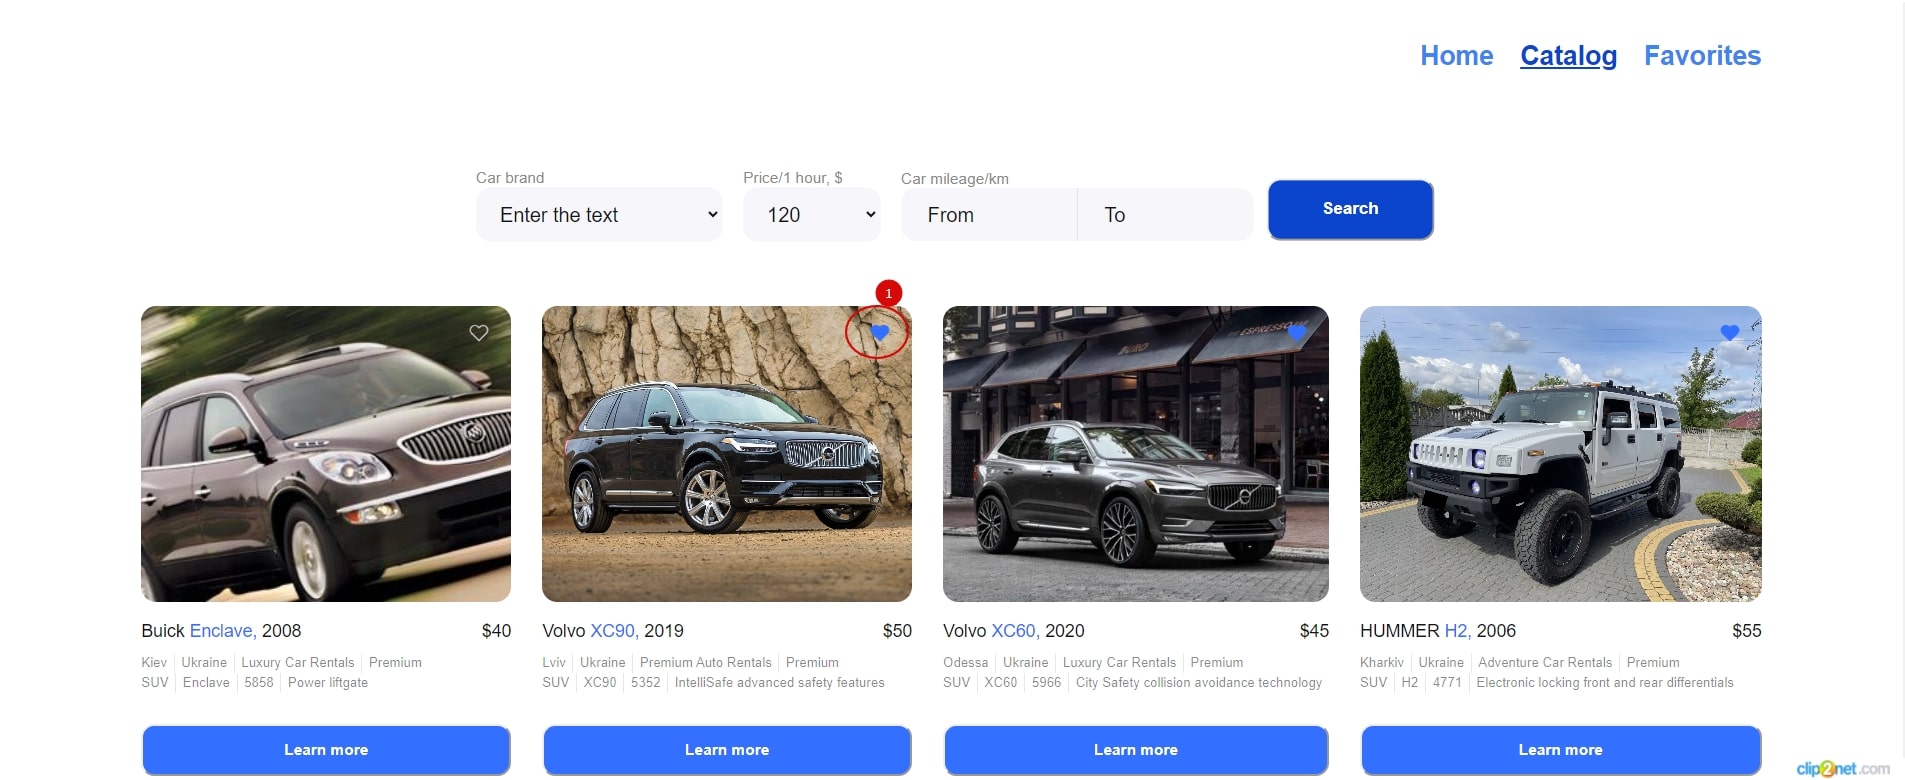 Home Catalog Favorites
Car brand
Enter the text
Price/1 hour, $
120
Car mileage/km
From To
Search
1
ESPRESSO
Buick Enclave, 2008 $40
Kiev Ukraine Luxury Car Rentals Premium
SUV Enclave 5858 Power liftgate
Learn more
Volvo XC90, 2019 $50
Lviv Ukraine Premium Auto Rentals Premium
SUV XC90 5352 IntelliSafe advanced safety features
Learn more
Volvo XC60, 2020 $45
Odessa Ukraine Luxury Car Rentals Premium
SUV XC60 5966 City Safety collision avoidance technology
Learn more
HUMMER H2, 2006 $55
Kharkiv Ukraine Adventure Car Rentals Premium
SUV H2 4771 Electronic locking front and rear differentials
Learn more
clip2net.com